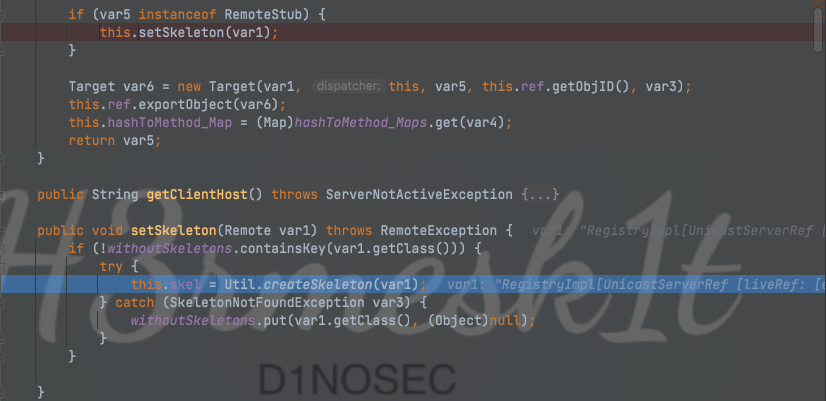 if (var5 instanceof RemoteStub) {
this.setSkeleton(var1);
}
Target var6 = new Target(var1, dispatcher: this, var5, this.ref.getObjID(), var3);
this.ref.exportObject(var6);
this.hashToMethod_Map = (Map)hashToMethod_Maps.get(var4);
return var5;
}
public String getClientHost() throws ServerNotActiveException {...}
public void setSkeleton(Remote var1) throws RemoteException { var1: "RegistryImpl[UnicastServerRef [
if (!withoutSkeletons.containsKey(var1.getClass())) {
try {
this.skel = Util.createSkeleton(var1); var1: "RegistryImpl[UnicastServerRef [liveRef: [
} catch (SkeletonNotFoundException var3) {
withoutSkeletons.put(var1.getClass(), (Object)null);
}
}
}
H3rmesk1t
D1NOSEC